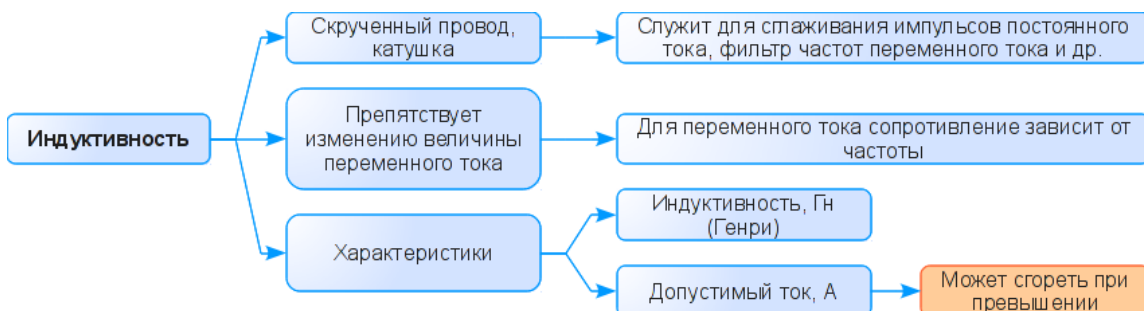 Скрученный провод,
катушка
Служит для сглаживания импульсов постоянного
тока, фильтр частот переменного тока и др.
Индуктивность
Препятствует
изменению величины
переменного тока
Для переменного тока сопротивление зависит от
частоты
Характеристики
Индуктивность, Гн
(Генри)
Допустимый ток, А
Может сгореть при
превышении